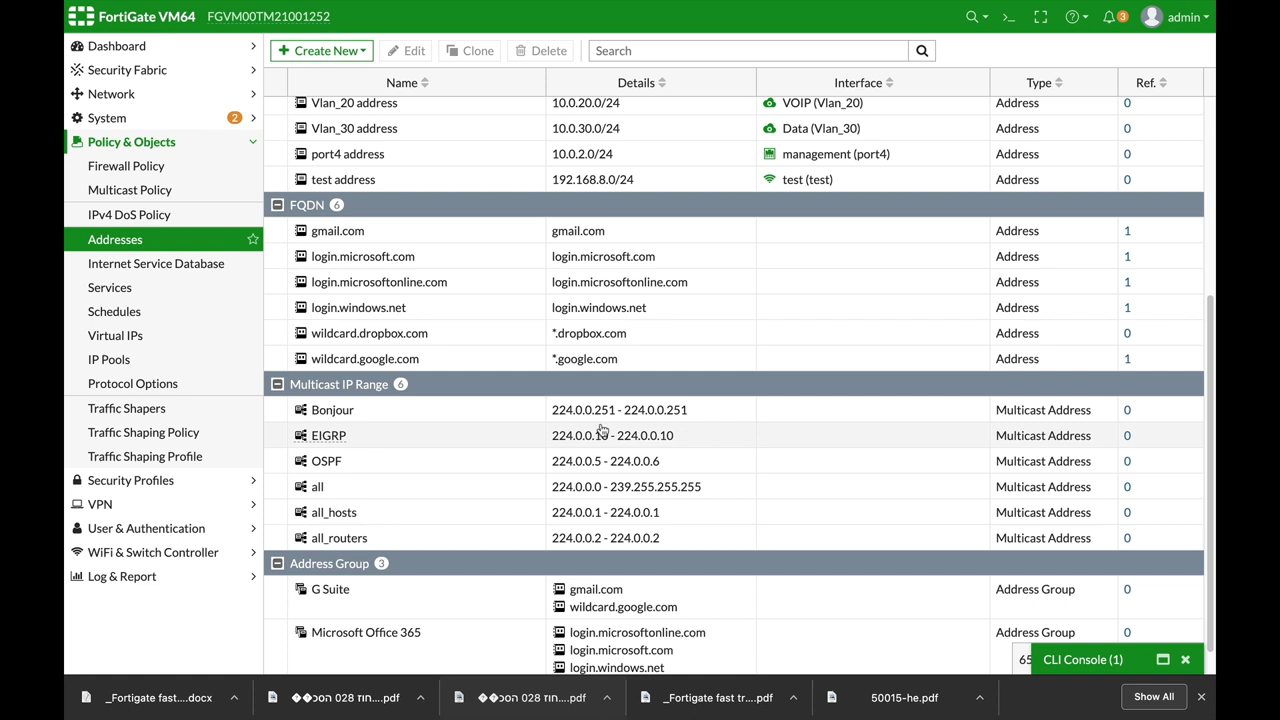 FortiGate VM64 FGVM00TM21001252 3 admin
Dashboard
Security Fabric
Network
System 2
Policy & Objects
Firewall Policy
Multicast Policy
IPv4 DoS Policy
Addresses
Internet Service Database
Services
Schedules
Virtual IPs
IP Pools
Protocol Options
Traffic Shapers
Traffic Shaping Policy
Traffic Shaping Profile
Security Profiles
VPN
User & Authentication
WiFi & Switch Controller
Log & Report
+ Create New Edit Clone Delete Search
Name Details Interface Type Ref.
Vlan_20 address 10.0.20.0/24 VOIP (Vlan_20) Address 0
Vlan_30 address 10.0.30.0/24 Data (Vlan_30) Address 0
port4 address 10.0.2.0/24 management (port4) Address 0
test address 192.168.8.0/24 test (test) Address 0
FQDN 6
gmail.com gmail.com Address 1
login.microsoft.com login.microsoft.com Address 1
login.microsoftonline.com login.microsoftonline.com Address 1
login.windows.net login.windows.net Address 1
wildcard.dropbox.com *.dropbox.com Address 0
wildcard.google.com *.google.com Address 1
Multicast IP Range 6
Bonjour 224.0.0.251 - 224.0.0.251 Multicast Address 0
EIGRP 224.0.0.10 - 224.0.0.10 Multicast Address 0
OSPF 224.0.0.5 - 224.0.0.6 Multicast Address 0
all 224.0.0.0 - 239.255.255.255 Multicast Address 0
all_hosts 224.0.0.1 - 224.0.0.1 Multicast Address 0
all_routers 224.0.0.2 - 224.0.0.2 Multicast Address 0
Address Group 3
G Suite gmail.com Address Group 0
wildcard.google.com
Microsoft Office 365 login.microsoftonline.com Address Group 0
login.microsoft.com
login.windows.net
65 CLI Console (1)
_Fortigate fast....docx ��הסכ 028 חוז....pdf ��הסכ 028 חוז....pdf _Fortigate fast tr....pdf 50015-he.pdf Show All